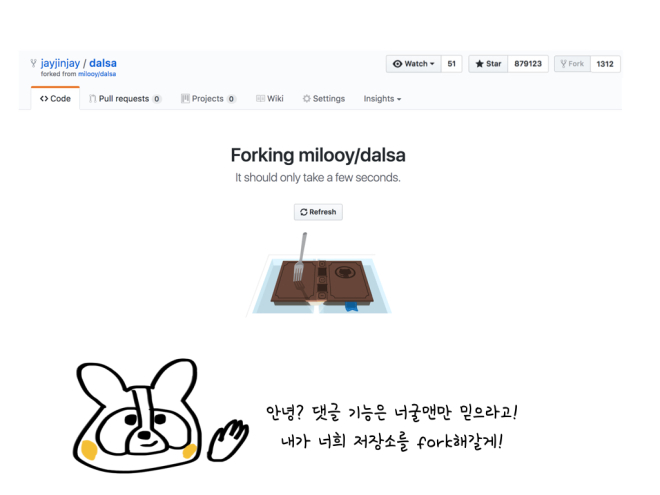 jayjinjay / dalsa
forked from milooy/dalsa
Watch 51 Star 879123 Fork 1312
Code Pull requests 0 Projects 0 Wiki Settings Insights
Forking milooy/dalsa
It should only take a few seconds.
Refresh
안녕? 댓글 기능은 너굴맨만 믿으라고!
내가 너희 저장소를 fork해갈게!